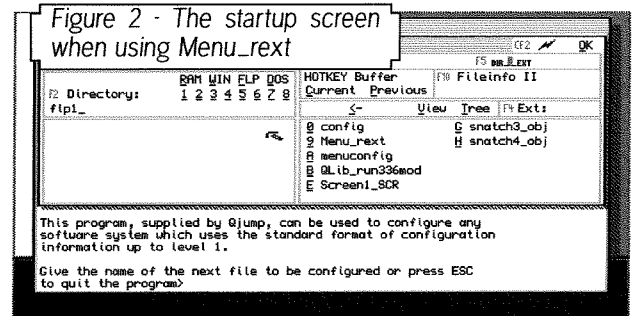 Figure 2 - The startup screen
when using Menu_rext
CF2 OK
F5 DIR_B_EXT
RAM WIN FLP DOS
F2 Directory: 1 2 3 4 5 6 7 8
flp1_
HOTKEY Buffer F10 Fileinfo II
Current Previous
<- View Tree F4 Ext:
0 config G snatch3_obj
9 Menu_rext H snatch4_obj
A menuconfig
B QLib_run336mod
E Screen1_SCR
This program, supplied by Qjump, can be used to configure any
software system which uses the standard format of configuration
information up to level 1.
Give the name of the next file to be configured or press ESC
to quit the program>